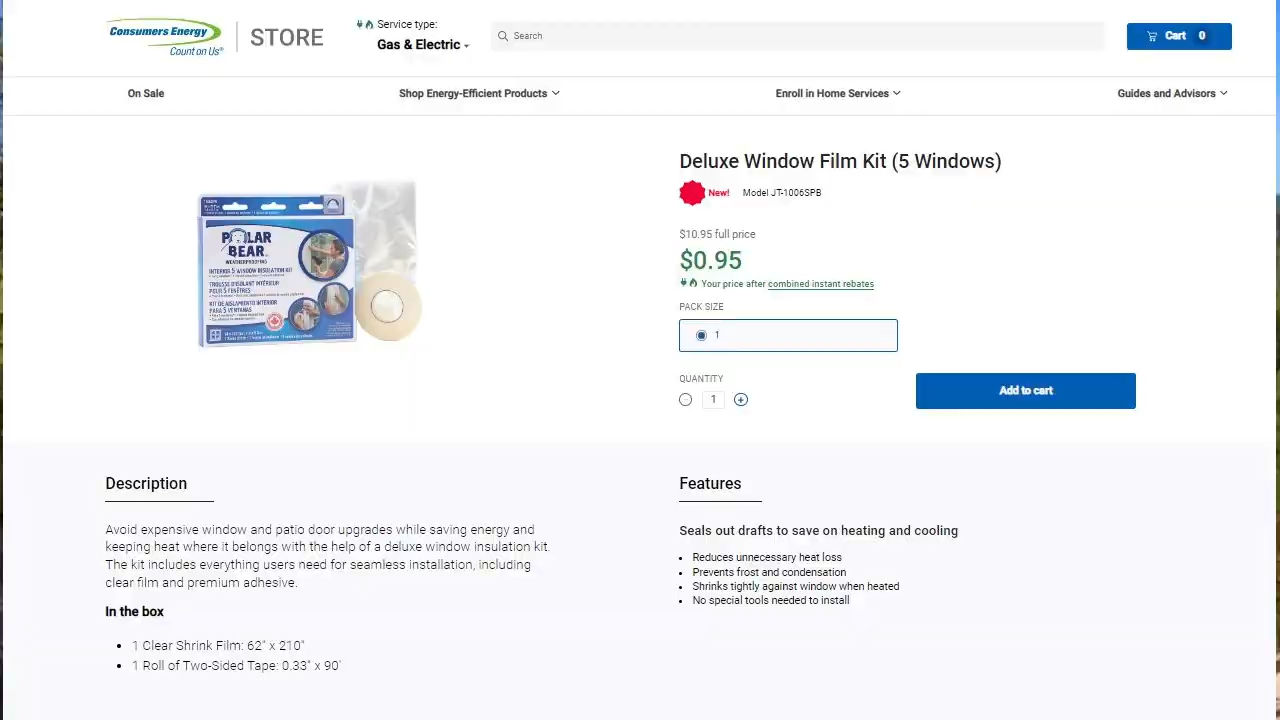 Consumers Energy
Count on Us®
STORE
Service type:
Gas & Electric
Search
Cart 0
On Sale
Shop Energy-Efficient Products
Enroll in Home Services
Guides and Advisors
Deluxe Window Film Kit (5 Windows)
New! Model JT-1006SPB
$10.95 full price
$0.95
Your price after combined instant rebates
PACK SIZE
1
QUANTITY
1
Add to cart
POLAR
BEAR
WEATHERPROOFING
INTERIOR 5 WINDOW INSULATION KIT
TROUSSE D'ISOLANT INTÉRIEUR
POUR 5 FENÊTRES
KIT DE AISLAMIENTO INTERIOR
PARA 5 VENTANAS
Description
Avoid expensive window and patio door upgrades while saving energy and
keeping heat where it belongs with the help of a deluxe window insulation kit.
The kit includes everything users need for seamless installation, including
clear film and premium adhesive.
In the box
1 Clear Shrink Film: 62" x 210"
1 Roll of Two-Sided Tape: 0.33" x 90'
Features
Seals out drafts to save on heating and cooling
Reduces unnecessary heat loss
Prevents frost and condensation
Shrinks tightly against window when heated
No special tools needed to install